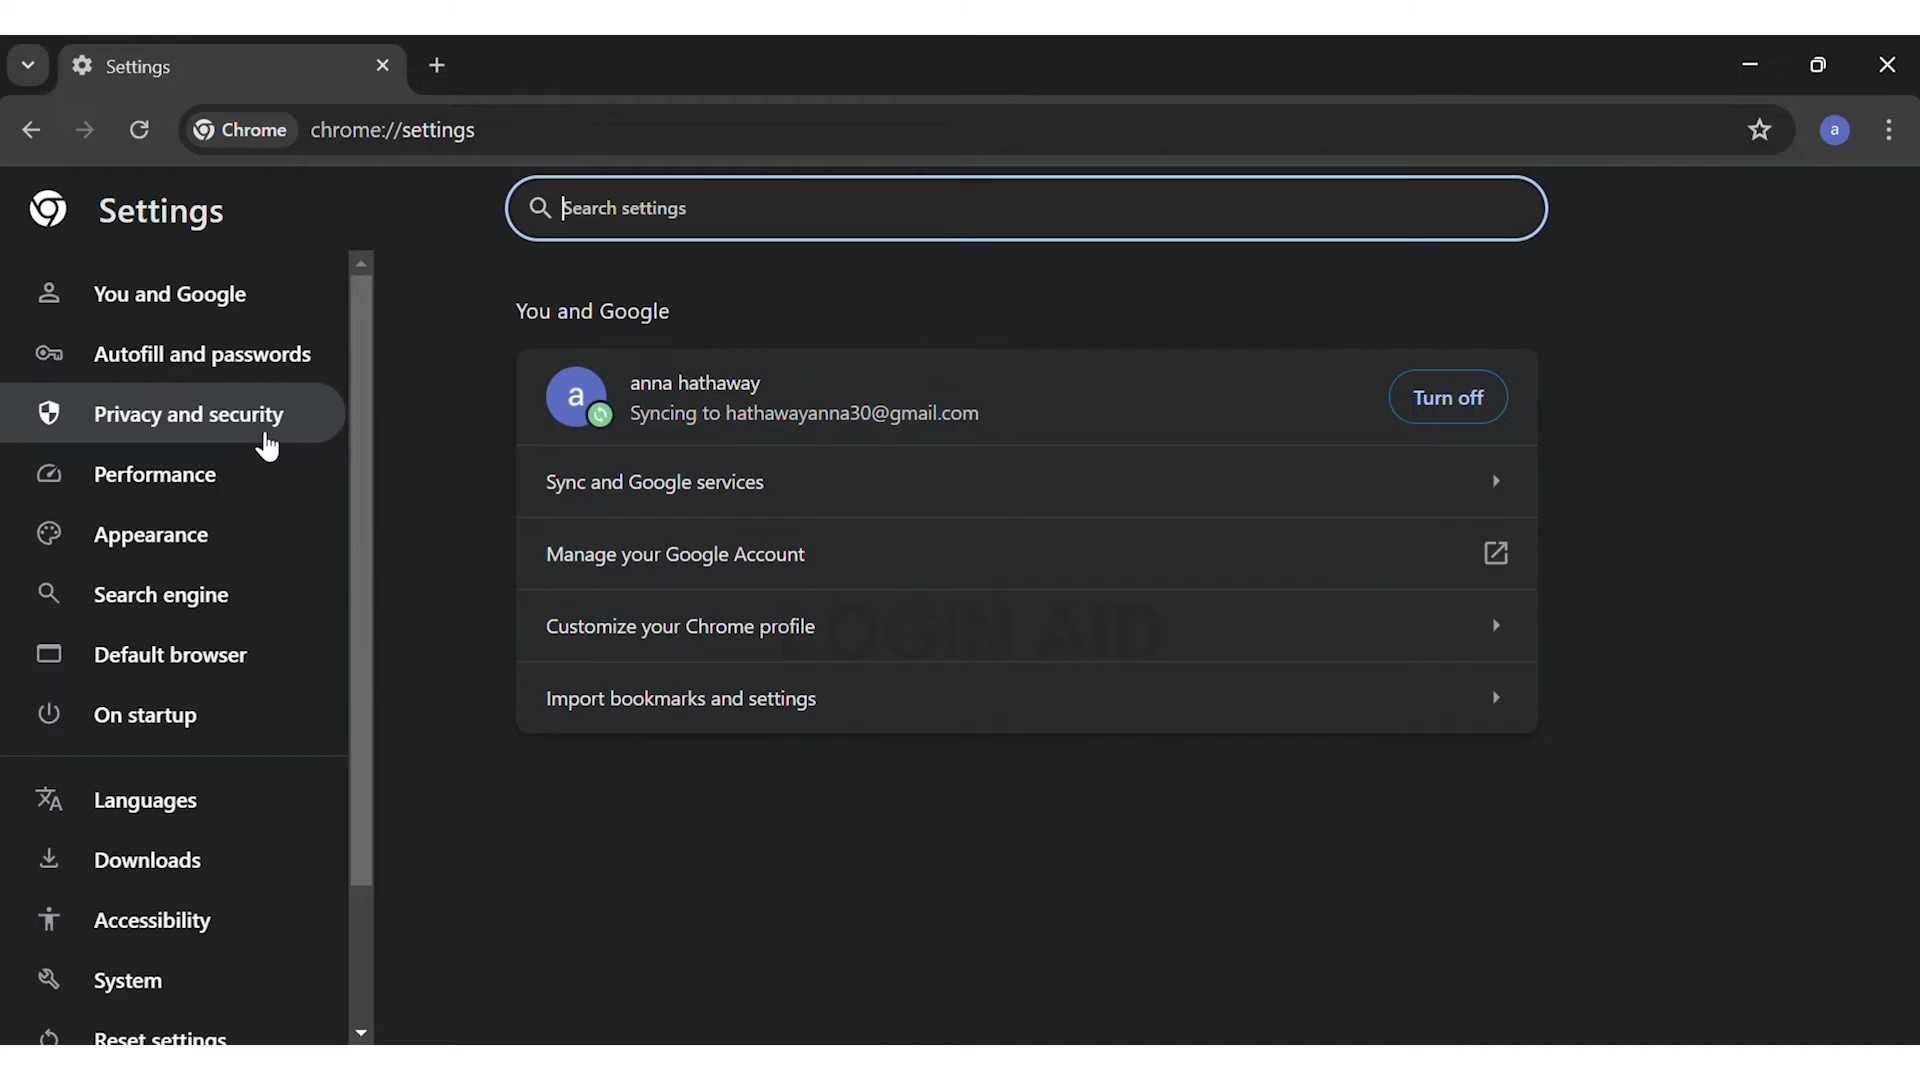 Settings
Chrome chrome://settings
a
Settings
Search settings
You and Google
Autofill and passwords
Privacy and security
Performance
Appearance
Search engine
Default browser
On startup
Languages
Downloads
Accessibility
System
Reset settings
You and Google
a
anna hathaway
Syncing to hathawayanna30@gmail.com
Turn off
Sync and Google services
Manage your Google Account
Customize your Chrome profile
LOGIN AID
Import bookmarks and settings